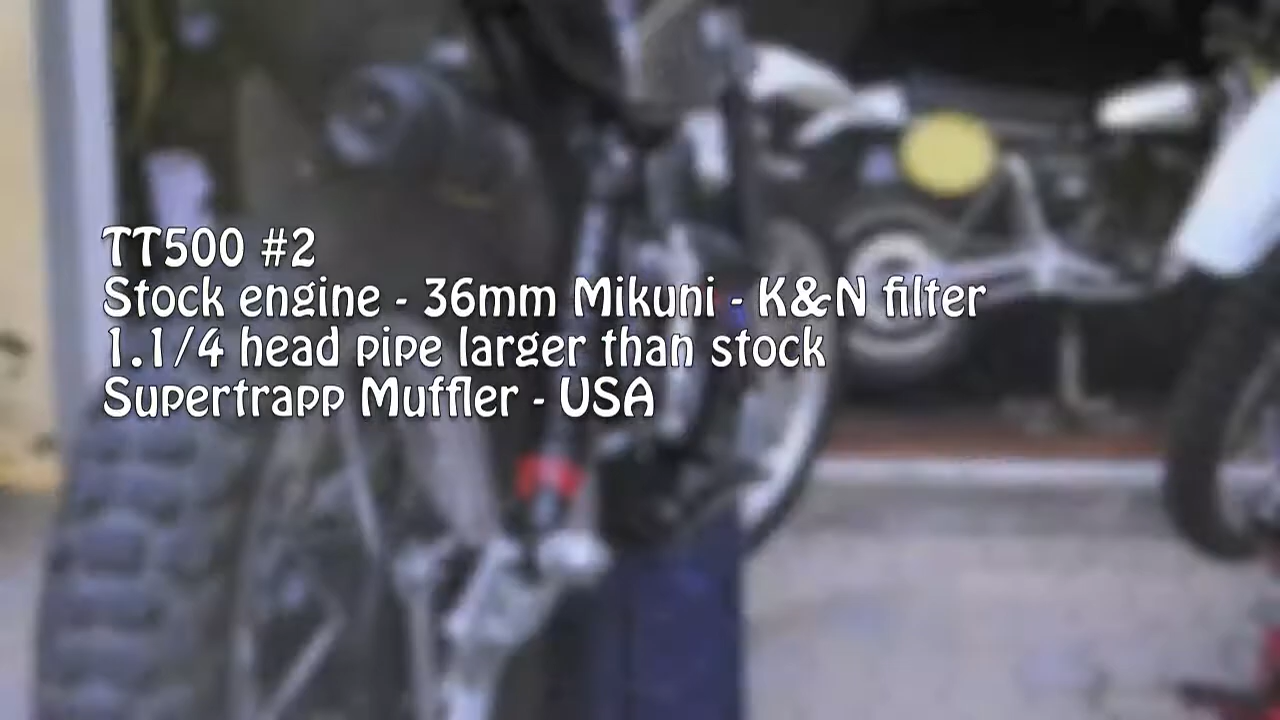 TT500 #2
Stock engine - 36mm Mikuni - K&N filter
1.1/4 head pipe larger than stock
Supertrapp Muffler - USA